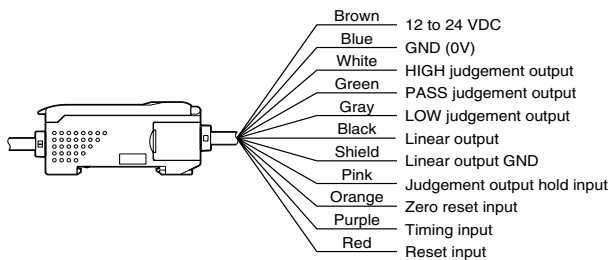 Brown 12 to 24 VDC
Blue GND (0V)
White HIGH judgement output
Green PASS judgement output
Gray LOW judgement output
Black Linear output
Shield Linear output GND
Pink Judgement output hold input
Orange Zero reset input
Purple Timing input
Red Reset input